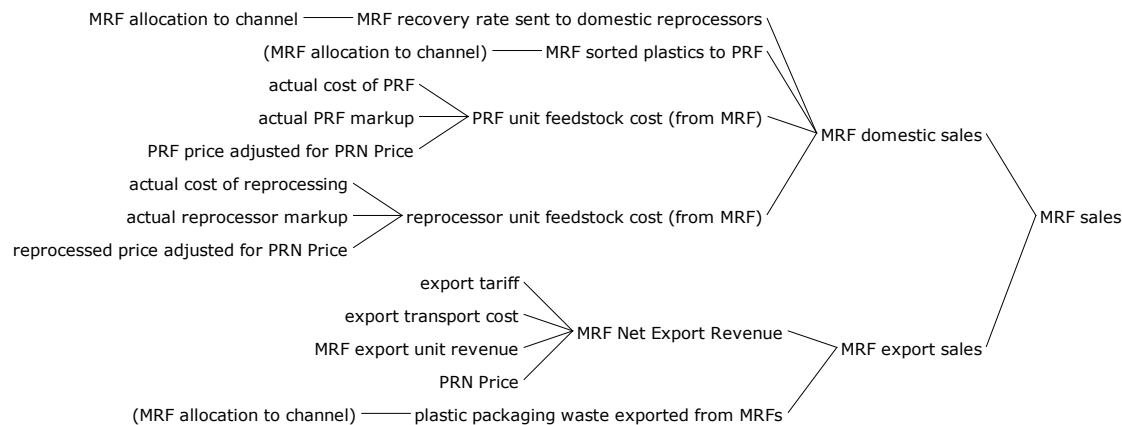 MRF allocation to channel
MRF recovery rate sent to domestic reprocessors
(MRF allocation to channel)
MRF sorted plastics to PRF
actual cost of PRF
actual PRF markup
PRF unit feedstock cost (from MRF)
MRF domestic sales
PRF price adjusted for PRN Price
actual cost of reprocessing
actual reprocessor markup
reprocessor unit feedstock cost (from MRF)
MRF sales
reprocessed price adjusted for PRN Price
export tariff
export transport cost
MRF Net Export Revenue
MRF export unit revenue
MRF export sales
PRN Price
(MRF allocation to channel)
plastic packaging waste exported from MRFs